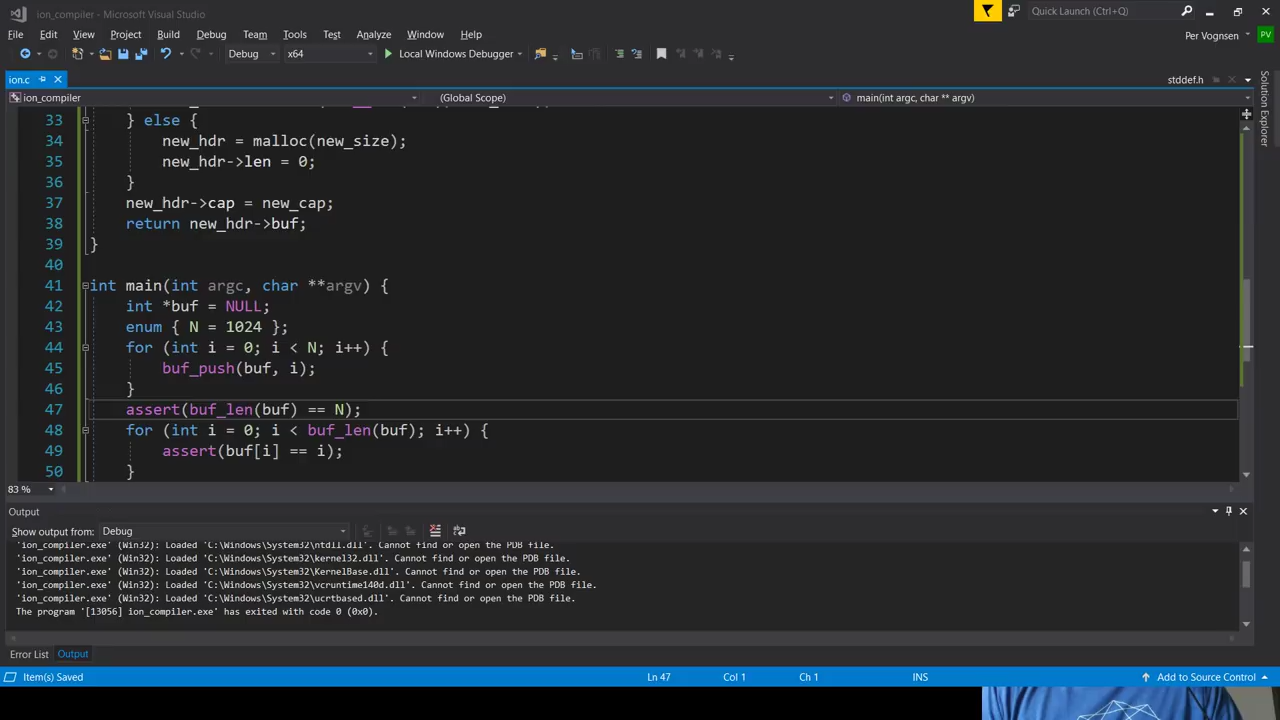 ion_compiler - Microsoft Visual Studio
Quick Launch (Ctrl+Q)
File Edit View Project Build Debug Team Tools Test Analyze Window Help
Per Vognsen PV
Debug x64 Local Windows Debugger
ion.c
stddef.h
ion_compiler (Global Scope) main(int argc, char ** argv)
33 } else {
34 new_hdr = malloc(new_size);
35 new_hdr->len = 0;
36 }
37 new_hdr->cap = new_cap;
38 return new_hdr->buf;
39 }
40
41 int main(int argc, char **argv) {
42 int *buf = NULL;
43 enum { N = 1024 };
44 for (int i = 0; i < N; i++) {
45 buf_push(buf, i);
46 }
47 assert(buf_len(buf) == N);
48 for (int i = 0; i < buf_len(buf); i++) {
49 assert(buf[i] == i);
50 }
83 %
Output
Show output from: Debug
'ion_compiler.exe' (Win32): Loaded 'C:\Windows\System32\ntdll.dll'. Cannot find or open the PDB file.
'ion_compiler.exe' (Win32): Loaded 'C:\Windows\System32\kernel32.dll'. Cannot find or open the PDB file.
'ion_compiler.exe' (Win32): Loaded 'C:\Windows\System32\KernelBase.dll'. Cannot find or open the PDB file.
'ion_compiler.exe' (Win32): Loaded 'C:\Windows\System32\vcruntime140d.dll'. Cannot find or open the PDB file.
'ion_compiler.exe' (Win32): Loaded 'C:\Windows\System32\ucrtbased.dll'. Cannot find or open the PDB file.
The program '[13056] ion_compiler.exe' has exited with code 0 (0x0).
Error List Output
Item(s) Saved Ln 47 Col 1 Ch 1 INS Add to Source Control
Solution Explorer